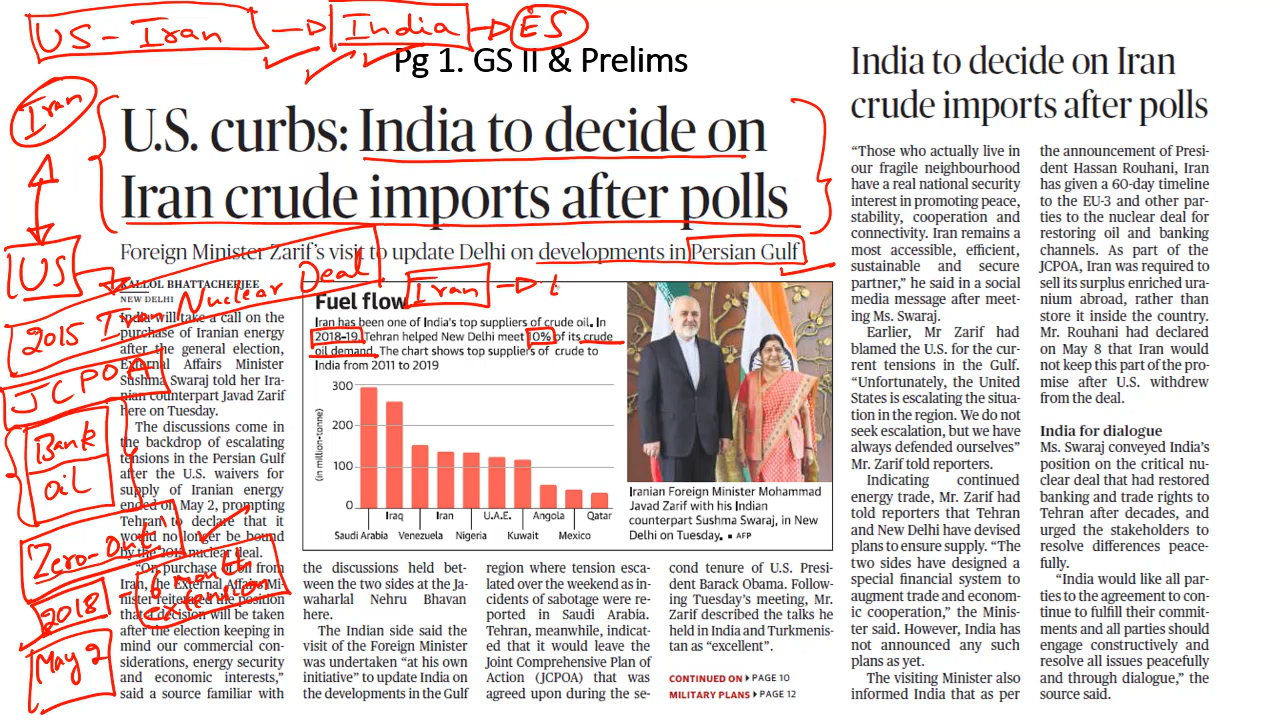 US - Iran → India → ES
Pg 1. GS II & Prelims
Iran
US
U.S. curbs: India to decide on
Iran crude imports after polls
Foreign Minister Zarif’s visit to update Delhi on developments in Persian Gulf
2015 Iran Nuclear Deal
JCPOA
Bank
Oil
Zero-out
2018 - 6 month
extension
May 2
KALLOL BHATTACHERJEE
NEW DELHI
India will take a call on the
purchase of Iranian energy
after the general election,
External Affairs Minister
Sushma Swaraj told her Ira-
nian counterpart Javad Zarif
here on Tuesday.
The discussions come in
the backdrop of escalating
tensions in the Persian Gulf
after the U.S. waivers for
supply of Iranian energy
ended on May 2, prompting
Tehran to declare that it
would no longer be bound
by the 2015 nuclear deal.
“On purchase of oil from
Iran, the External Affairs Mi-
nister reiterated the position
that a decision will be taken
after the election keeping in
mind our commercial con-
siderations, energy security
and economic interests,”
said a source familiar with
Fuel flow
Iran →
Iran has been one of India's top suppliers of crude oil. In
2018-19, Tehran helped New Delhi meet 10% of its crude
oil demand. The chart shows top suppliers of crude to
India from 2011 to 2019
(in million-tonne)
300
200
100
0
Iraq Iran U.A.E. Angola Qatar
Saudi Arabia Venezuela Nigeria Kuwait Mexico
Iranian Foreign Minister Mohammad
Javad Zarif with his Indian
counterpart Sushma Swaraj, in New
Delhi on Tuesday. ■ AFP
the discussions held bet-
ween the two sides at the Ja-
waharlal Nehru Bhavan
here.
The Indian side said the
visit of the Foreign Minister
was undertaken “at his own
initiative” to update India on
the developments in the Gulf
region where tension esca-
lated over the weekend as in-
cidents of sabotage were re-
ported in Saudi Arabia.
Tehran, meanwhile, indicat-
ed that it would leave the
Joint Comprehensive Plan of
Action (JCPOA) that was
agreed upon during the se-
cond tenure of U.S. Presi-
dent Barack Obama. Follow-
ing Tuesday’s meeting, Mr.
Zarif described the talks he
held in India and Turkmenis-
tan as “excellent”.
CONTINUED ON ▸ PAGE 10
MILITARY PLANS ▸ PAGE 12
India to decide on Iran
crude imports after polls
“Those who actually live in
our fragile neighbourhood
have a real national security
interest in promoting peace,
stability, cooperation and
connectivity. Iran remains a
most accessible, efficient,
sustainable and secure
partner,” he said in a social
media message after meet-
ing Ms. Swaraj.
Earlier, Mr Zarif had
blamed the U.S. for the cur-
rent tensions in the Gulf.
“Unfortunately, the United
States is escalating the situa-
tion in the region. We do not
seek escalation, but we have
always defended ourselves”
Mr. Zarif told reporters.
Indicating continued
energy trade, Mr. Zarif had
told reporters that Tehran
and New Delhi have devised
plans to ensure supply. “The
two sides have designed a
special financial system to
augment trade and econom-
ic cooperation,” the Minis-
ter said. However, India has
not announced any such
plans as yet.
The visiting Minister also
informed India that as per
the announcement of Presi-
dent Hassan Rouhani, Iran
has given a 60-day timeline
to the EU-3 and other par-
ties to the nuclear deal for
restoring oil and banking
channels. As part of the
JCPOA, Iran was required to
sell its surplus enriched ura-
nium abroad, rather than
store it inside the country.
Mr. Rouhani had declared
on May 8 that Iran would
not keep this part of the pro-
mise after U.S. withdrew
from the deal.
India for dialogue
Ms. Swaraj conveyed India’s
position on the critical nu-
clear deal that had restored
banking and trade rights to
Tehran after decades, and
urged the stakeholders to
resolve differences peace-
fully.
“India would like all par-
ties to the agreement to con-
tinue to fulfill their commit-
ments and all parties should
engage constructively and
resolve all issues peacefully
and through dialogue,” the
source said.